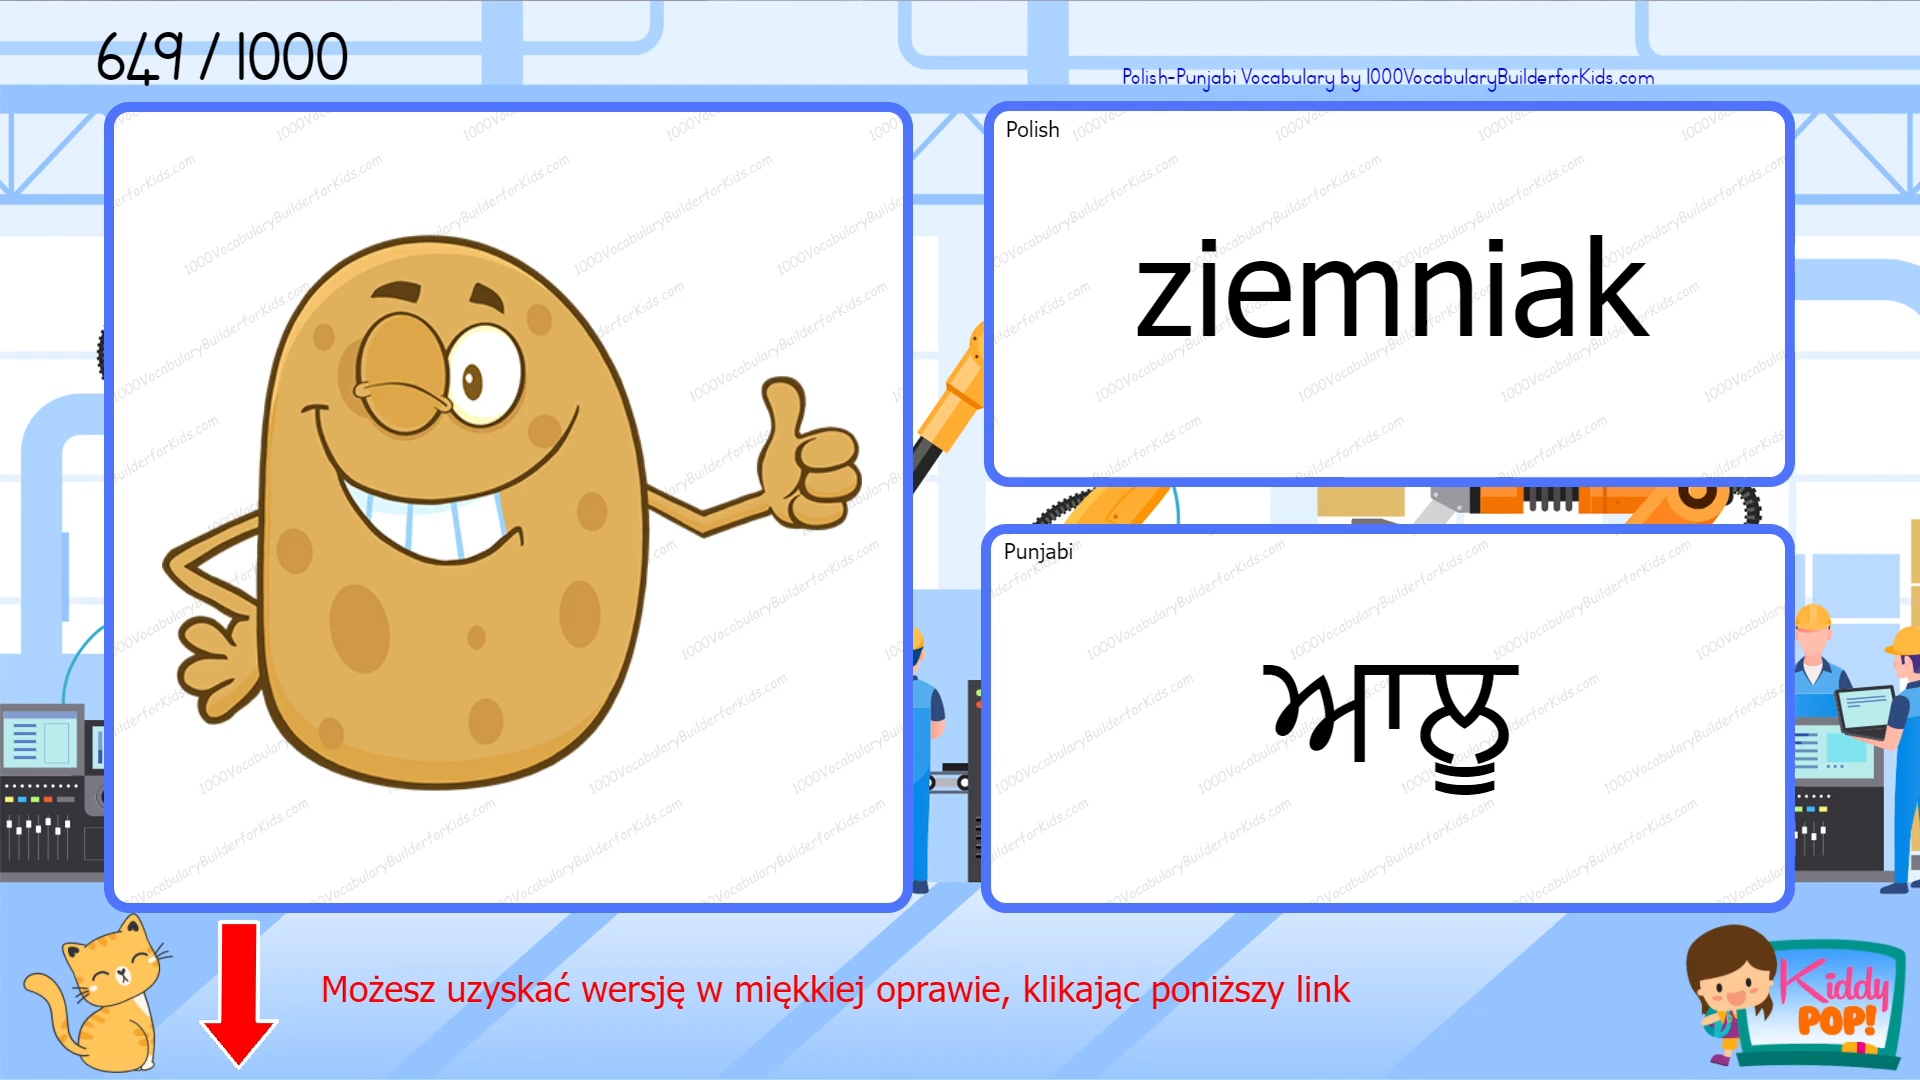 649 / 1000
Polish-Punjabi Vocabulary by 1000VocabularyBuilderforKids.com
Polish
ziemniak
Punjabi
ਆਲੂ
Możesz uzyskać wersję w miękkiej oprawie, klikając poniższy link
Kiddy
POP!